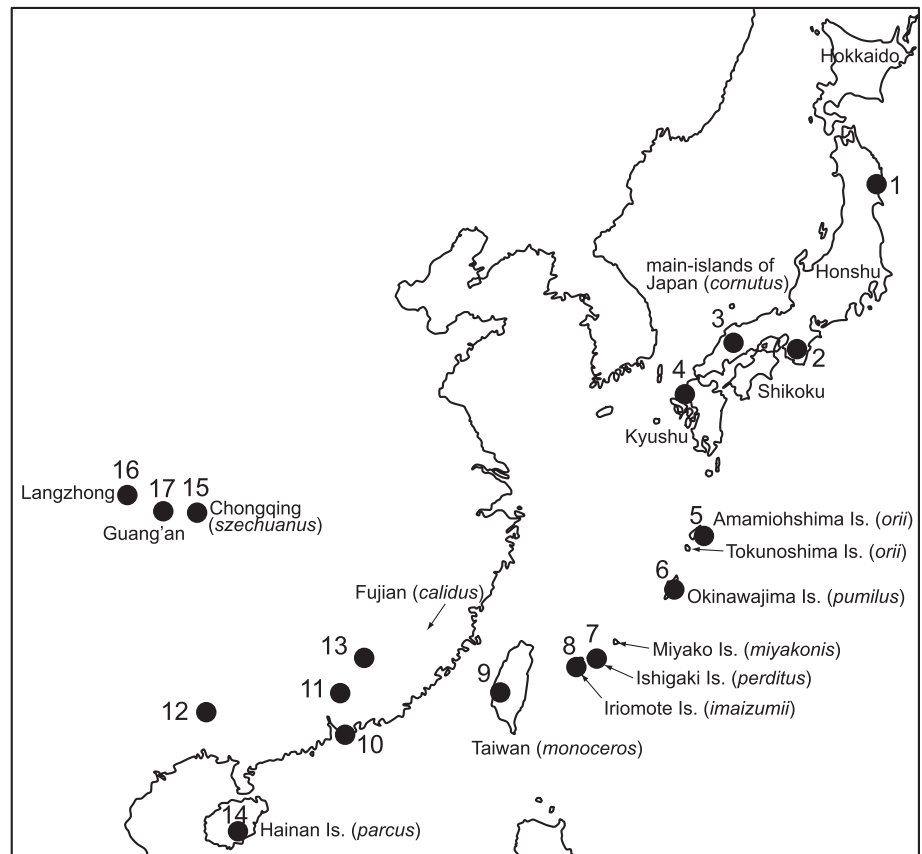 Hokkaido
1
main-islands of
Japan (cornutus)
Honshu
3
2
4
Shikoku
Kyushu
16
17
15
Langzhong
Chongqing
(szechuanus)
Guang'an
5
Amamiohshima Is. (orii)
Tokunoshima Is. (orii)
6
Okinawajima Is. (pumilus)
Fujian (calidus)
13
8
7
Miyako Is. (miyakonis)
Ishigaki Is. (perditus)
9
11
Iriomote Is. (imaizumii)
12
10
Taiwan (monoceros)
14
Hainan Is. (parcus)